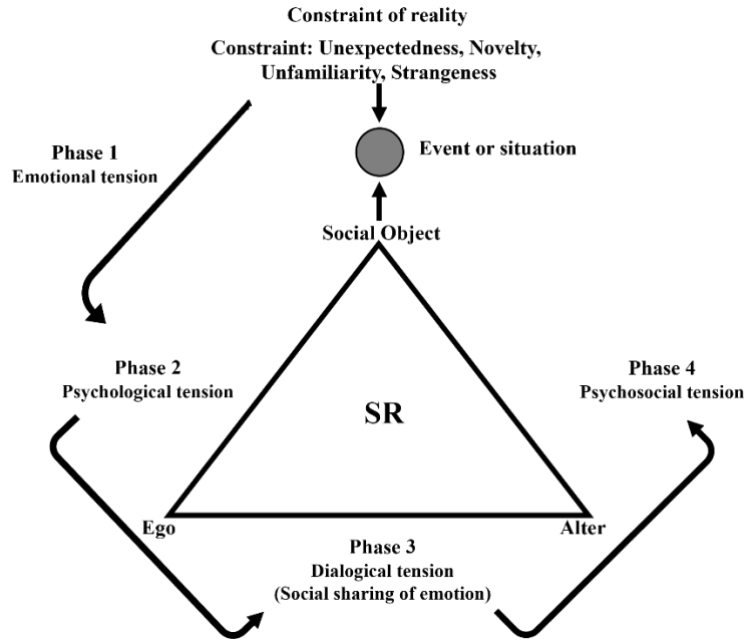 Constraint of reality
Constraint: Unexpectedness, Novelty,
Unfamiliarity, Strangeness
Event or situation
Phase 1
Emotional tension
Social Object
Phase 2
Psychological tension
Phase 4
Psychosocial tension
SR
Ego
Alter
Phase 3
Dialogical tension
(Social sharing of emotion)